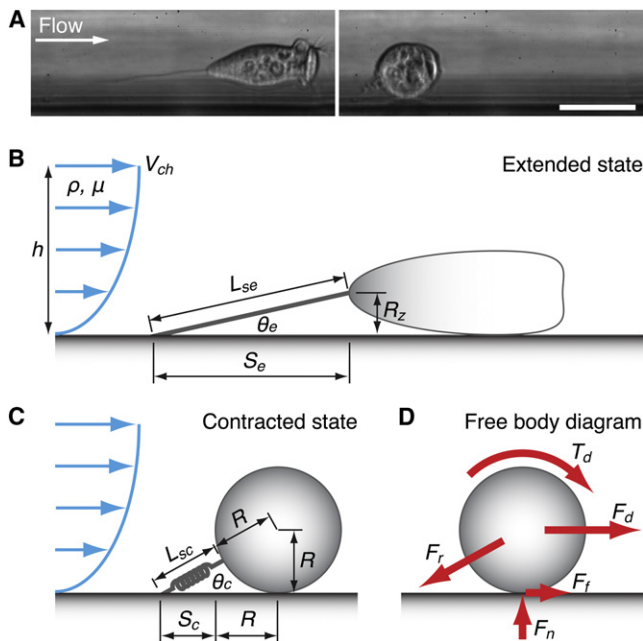 A
Flow
B
Extended state
V_ch
ρ, μ
h
L_se
θ_e
R_z
S_e
C
Contracted state
L_sc
R
R
θ_c
S_c
R
D
Free body diagram
T_d
F_d
F_r
F_f
F_n